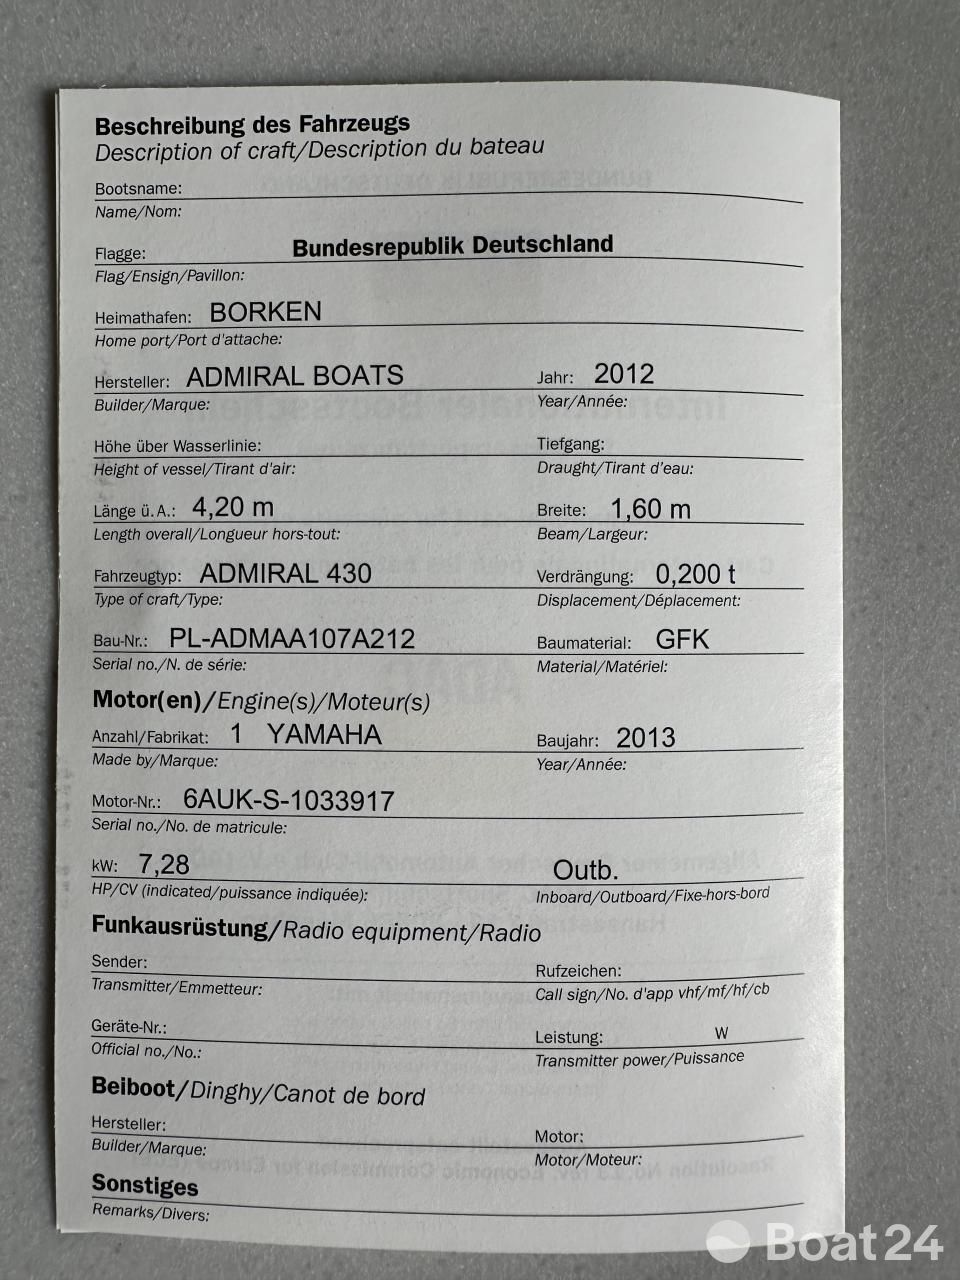 Beschreibung des Fahrzeugs
Description of craft/Description du bateau
Bootsname:
Name/Nom:
Flagge: Bundesrepublik Deutschland
Flag/Ensign/Pavillon:
Heimathafen: BORKEN
Home port/Port d'attache:
Hersteller: ADMIRAL BOATS Jahr: 2012
Builder/Marque: Year/Année:
Höhe über Wasserlinie: Tiefgang:
Height of vessel/Tirant d'air: Draught/Tirant d'eau:
Länge ü.A.: 4,20 m Breite: 1,60 m
Length overall/Longueur hors-tout: Beam/Largeur:
Fahrzeugtyp: ADMIRAL 430 Verdrängung: 0,200 t
Type of craft/Type: Displacement/Déplacement:
Bau-Nr.: PL-ADMAA107A212 Baumaterial: GFK
Serial no./N. de série: Material/Matériel:
Motor(en)/Engine(s)/Moteur(s)
Anzahl/Fabrikat: 1 YAMAHA Baujahr: 2013
Made by/Marque: Year/Année:
Motor-Nr.: 6AUK-S-1033917
Serial no./No. de matricule:
kW: 7,28 Outb.
HP/CV (indicated/puissance indiquée): Inboard/Outboard/Fixe-hors-bord
Funkausrüstung/Radio equipment/Radio
Sender: Rufzeichen:
Transmitter/Emmetteur: Call sign/No. d'app vhf/mf/hf/cb
Geräte-Nr.: Leistung: W
Official no./No.: Transmitter power/Puissance
Beiboot/Dinghy/Canot de bord
Hersteller: Motor:
Builder/Marque: Motor/Moteur:
Sonstiges
Remarks/Divers:
Boat24